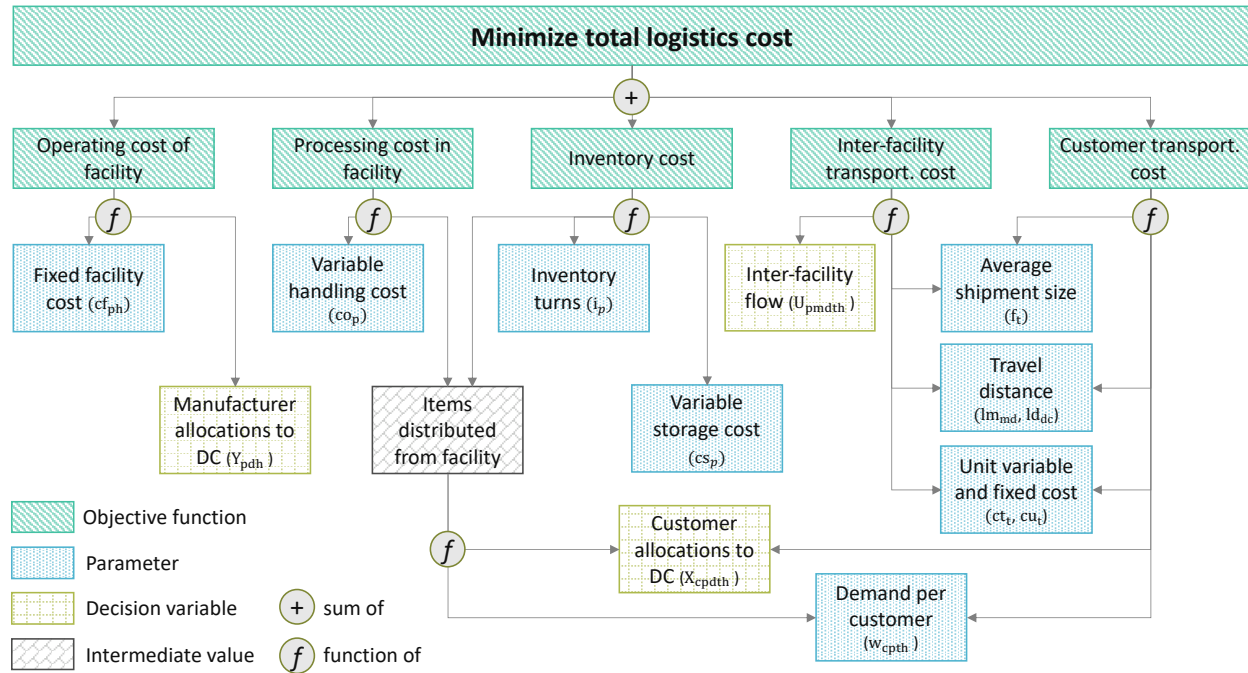 Minimize total logistics cost
+
Operating cost of
facility
Processing cost in
facility
Inventory cost
Inter-facility
transport. cost
Customer transport.
cost
f
f
f
f
f
Fixed facility
cost (cf_ph)
Variable
handling cost
(co_p)
Inventory
turns (i_p)
Inter-facility
flow (U_pmdth)
Average
shipment size
(f_t)
Manufacturer
allocations to
DC (Y_pdh)
Items
distributed
from facility
Variable
storage cost
(cs_p)
Travel
distance
(lm_md, ld_dc)
Unit variable
and fixed cost
(ct_t, cu_t)
f
Customer
allocations to
DC (X_cpdth)
Demand per
customer
(w_cpth)
Objective function
Parameter
Decision variable
+ sum of
Intermediate value
f function of